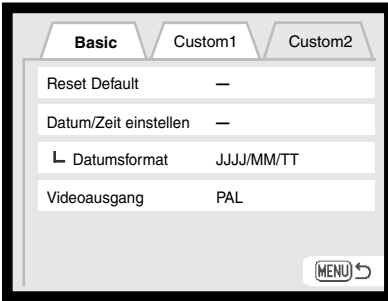 Basic Custom1 Custom2
Reset Default —
Datum/Zeit einstellen —
Datumsformat JJJJ/MM/TT
Videoausgang PAL
MENU